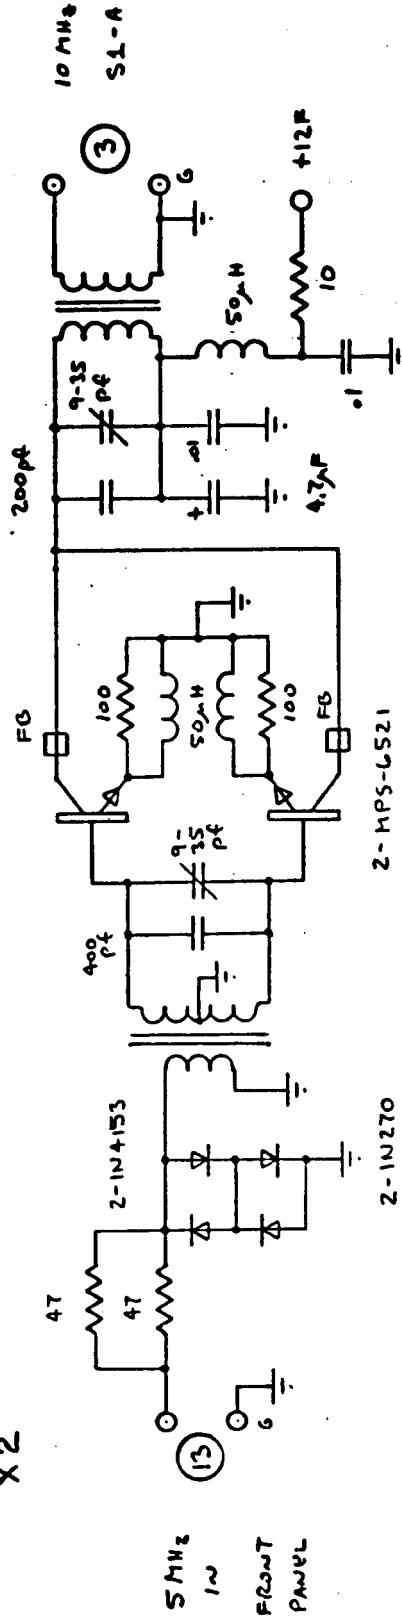 X2
5 MHz
IN
13
G
FRONT
PANEL
47
47
2-1N4153
2-1N270
400
pf
9-
35
pf
FB
100
50μH
100
FB
2-MPS-6521
200pf
9-35
pf
+
.01
4.7μF
50μH
.1
10
+12F
10 MHz
S1-A
3
G